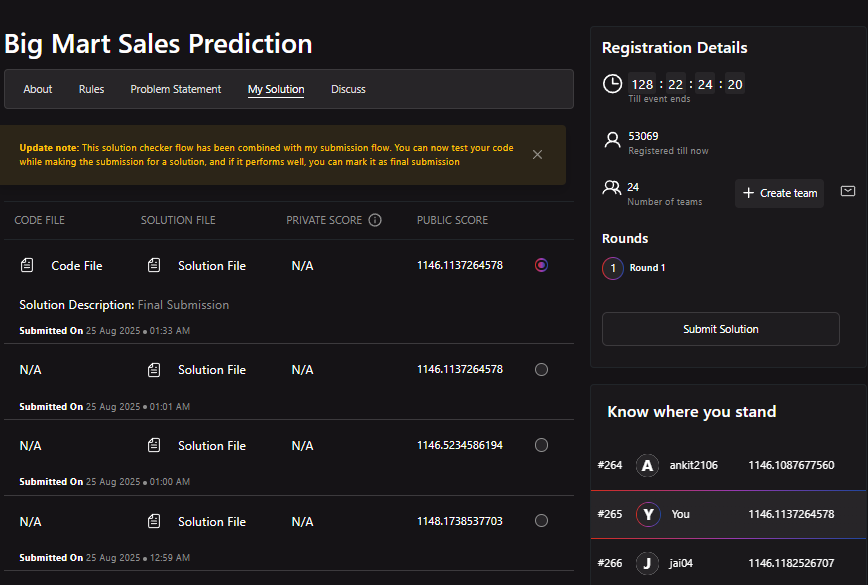 Big Mart Sales Prediction
About Rules Problem Statement My Solution Discuss
Update note: This solution checker flow has been combined with my submission flow. You can now test your code
while making the submission for a solution, and if it performs well, you can mark it as final submission
CODE FILE SOLUTION FILE PRIVATE SCORE PUBLIC SCORE
Code File Solution File N/A 1146.1137264578
Solution Description: Final Submission
Submitted On 25 Aug 2025 • 01:33 AM
N/A Solution File N/A 1146.1137264578
Submitted On 25 Aug 2025 • 01:01 AM
N/A Solution File N/A 1146.5234586194
Submitted On 25 Aug 2025 • 01:00 AM
N/A Solution File N/A 1148.1738537703
Submitted On 25 Aug 2025 • 12:59 AM
Registration Details
128 : 22 : 24 : 20
Till event ends
53069
Registered till now
24
Number of teams
+ Create team
Rounds
1 Round 1
Submit Solution
Know where you stand
#264 A ankit2106 1146.1087677560
#265 Y You 1146.1137264578
#266 J jai04 1146.1182526707